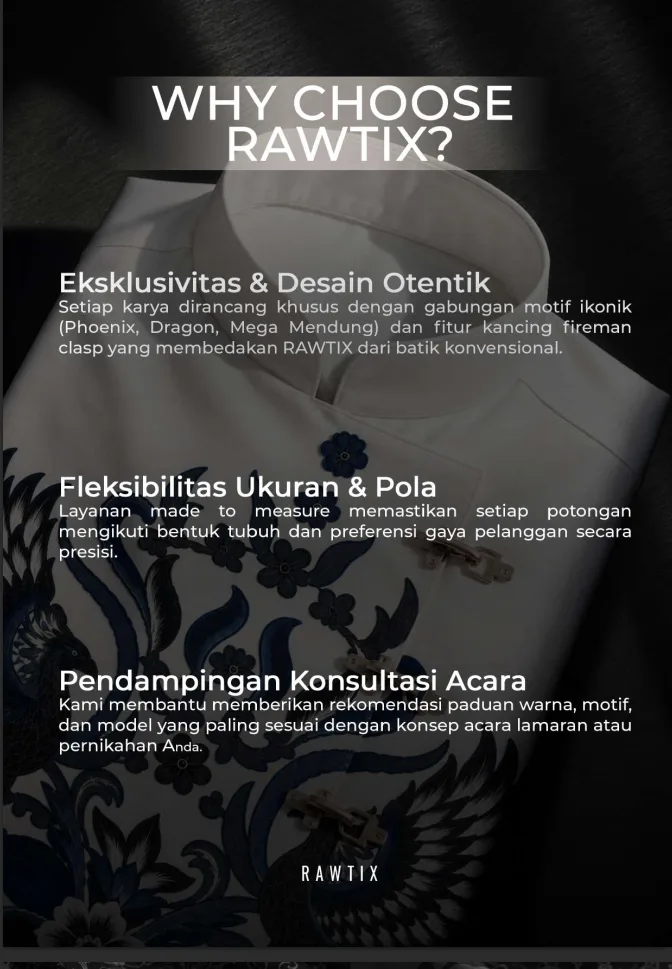 WHY CHOOSE
RAWTIX?
Eksklusivitas & Desain Otentik
Setiap karya dirancang khusus dengan gabungan motif ikonik
(Phoenix, Dragon, Mega Mendung) dan fitur kancing fireman
clasp yang membedakan RAWTIX dari batik konvensional.
Fleksibilitas Ukuran & Pola
Layanan made to measure memastikan setiap potongan
mengikuti bentuk tubuh dan preferensi gaya pelanggan secara
presisi.
Pendampingan Konsultasi Acara
Kami membantu memberikan rekomendasi paduan warna, motif,
dan model yang paling sesuai dengan konsep acara lamaran atau
pernikahan Anda.
RAWTIX